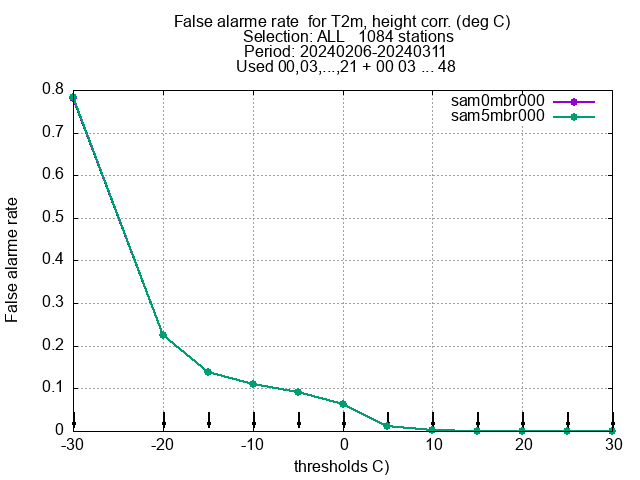 False alarme rate  for T2m, height corr. (deg C)
Selection: ALL   1084 stations
Period: 20240206-20240311
Used 00,03,...,21 + 00 03 ... 48
sam0mbr000
sam5mbr000
0.8
0.7
0.6
0.5
0.4
0.3
0.2
0.1
0
False alarme rate
-30 -20 -10 0 10 20 30
thresholds C)